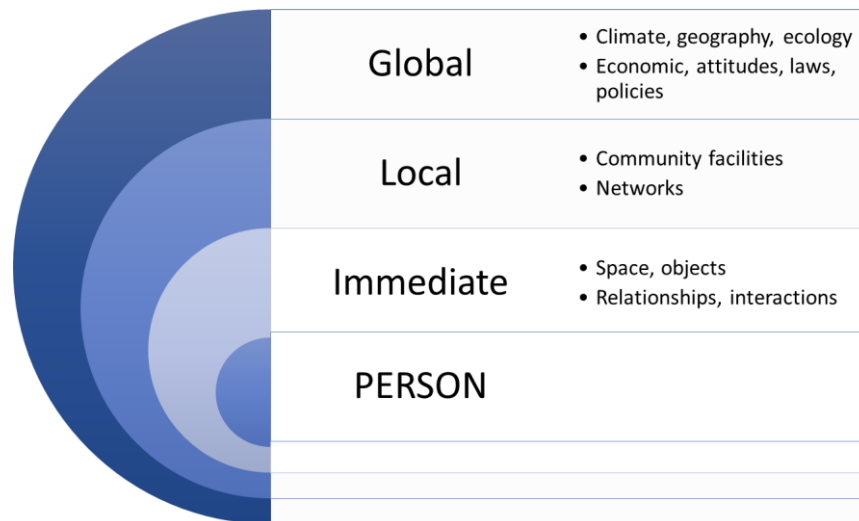 Global
• Climate, geography, ecology
• Economic, attitudes, laws,
policies
Local
• Community facilities
• Networks
Immediate
• Space, objects
• Relationships, interactions
PERSON